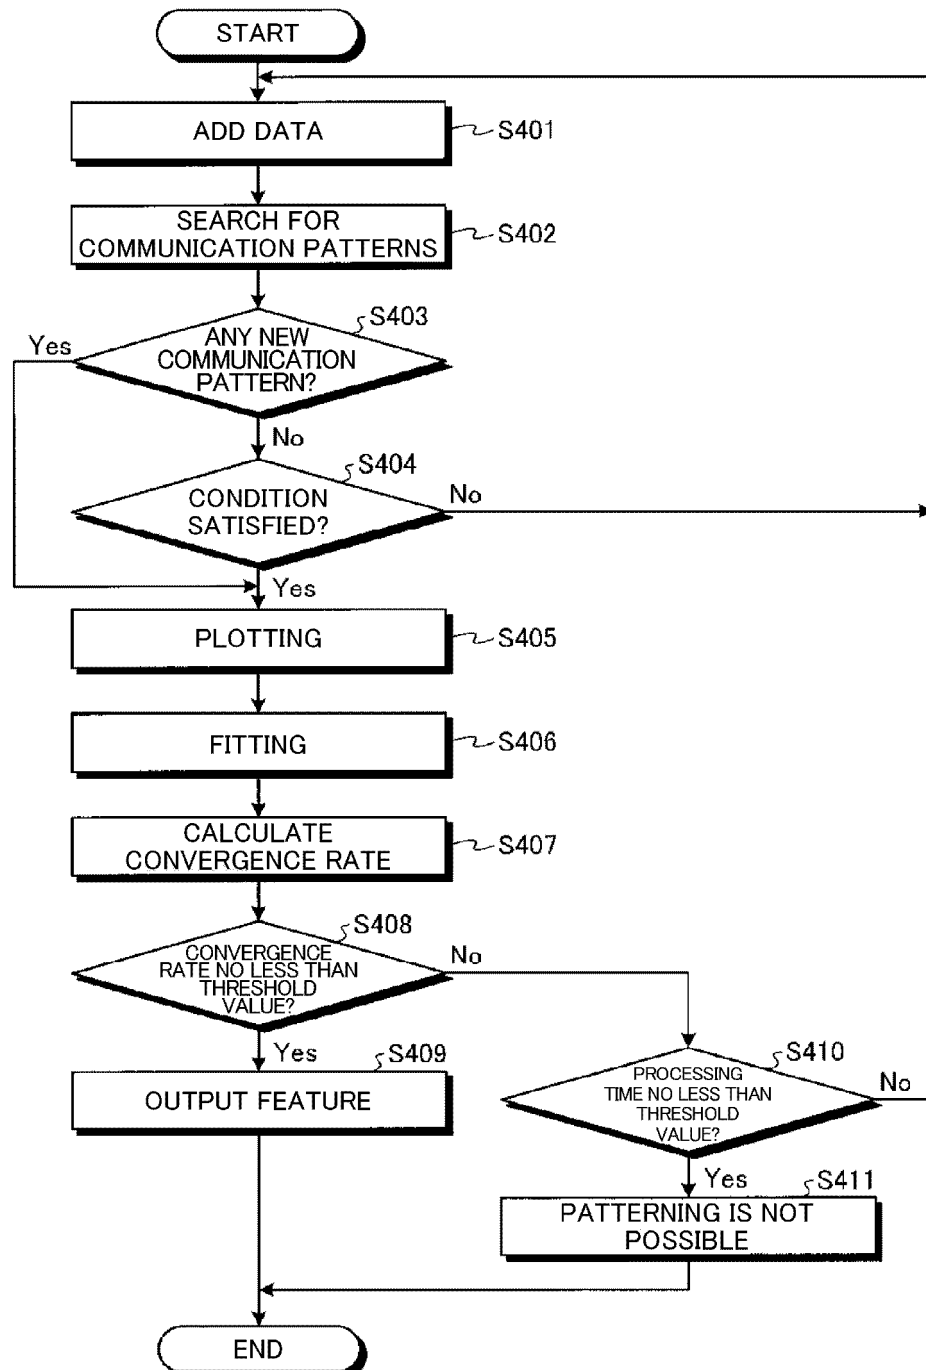 START
ADD DATA
S401
SEARCH FOR
COMMUNICATION PATTERNS
S402
S403
Yes
ANY NEW
COMMUNICATION
PATTERN?
No
S404
CONDITION
SATISFIED?
No
Yes
PLOTTING
S405
FITTING
S406
CALCULATE
CONVERGENCE RATE
S407
S408
CONVERGENCE
RATE NO LESS THAN
THRESHOLD
VALUE?
No
Yes
S409
OUTPUT FEATURE
S410
PROCESSING
TIME NO LESS THAN
THRESHOLD
VALUE?
No
Yes
S411
PATTERNING IS NOT
POSSIBLE
END